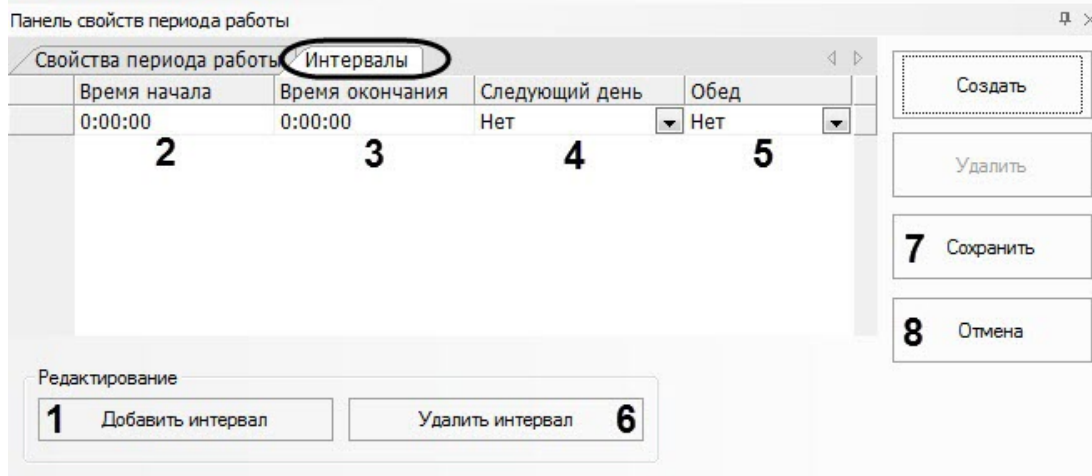 Панель свойств периода работы
Свойства периода работы Интервалы
Время начала Время окончания Следующий день Обед
0:00:00 0:00:00 Нет Нет
2 3 4 5
Создать
Удалить
7 Сохранить
8 Отмена
Редактирование
1 Добавить интервал Удалить интервал 6